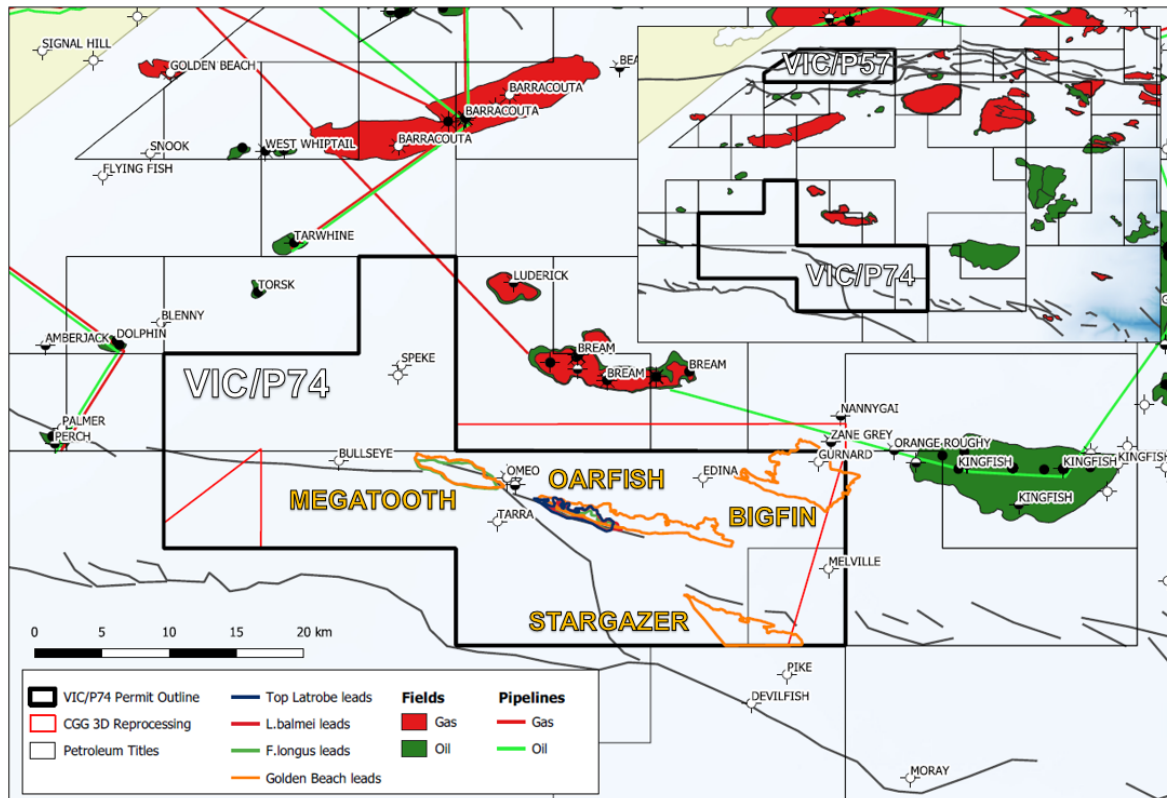 SIGNAL HILL
GOLDEN BEACH
BEA
BARRACOUTA
BARRACOUTA
BARRACOUTA
SNOOK
WEST WHIPTAIL
FLYING FISH
TARWHINE
VIC/P57
VIC/P74
TORSK
LUDERICK
BLENNY
AMBERJACK
DOLPHIN
SPEKE
BREAM
BREAM
BREAM
VIC/P74
PALMER
PERCH
NANNYGAI
ZANE GREY
ORANGE ROUGHY
GURNARD
KINGFISH
KINGFISH
KINGFISH
KINGFISH
BULLSEYE
OMEO
OARFISH
EDINA
MEGATOOTH
TARRA
BIGFIN
MELVILLE
STARGAZER
PIKE
DEVILFISH
MORAY
0 5 10 15 20 km
VIC/P74 Permit Outline
CGG 3D Reprocessing
Petroleum Titles
Top Latrobe leads
L.balmei leads
F.longus leads
Golden Beach leads
Fields
Gas
Oil
Pipelines
Gas
Oil